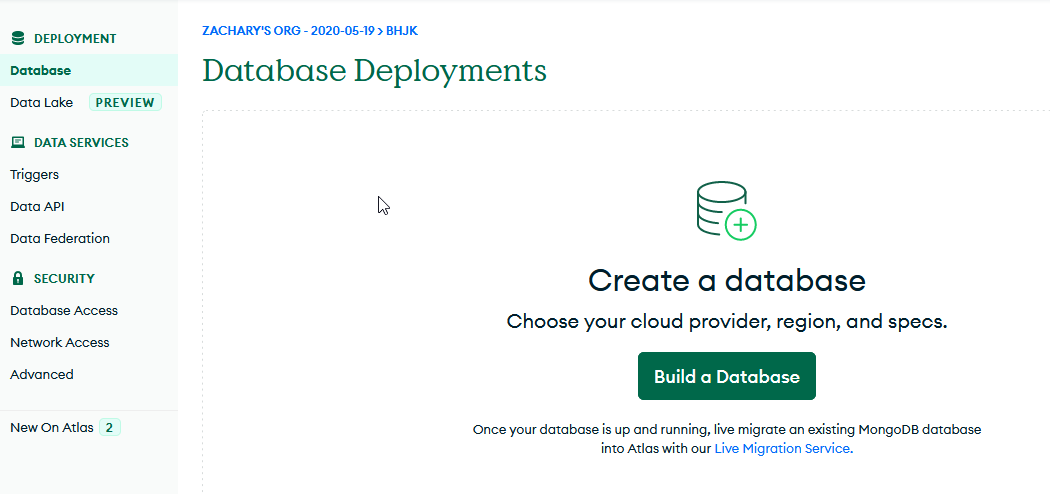 DEPLOYMENT
Database
Data Lake PREVIEW
DATA SERVICES
Triggers
Data API
Data Federation
SECURITY
Database Access
Network Access
Advanced
New On Atlas 2
ZACHARY'S ORG - 2020-05-19 > BHJK
Database Deployments
Create a database
Choose your cloud provider, region, and specs.
Build a Database
Once your database is up and running, live migrate an existing MongoDB database
into Atlas with our Live Migration Service.